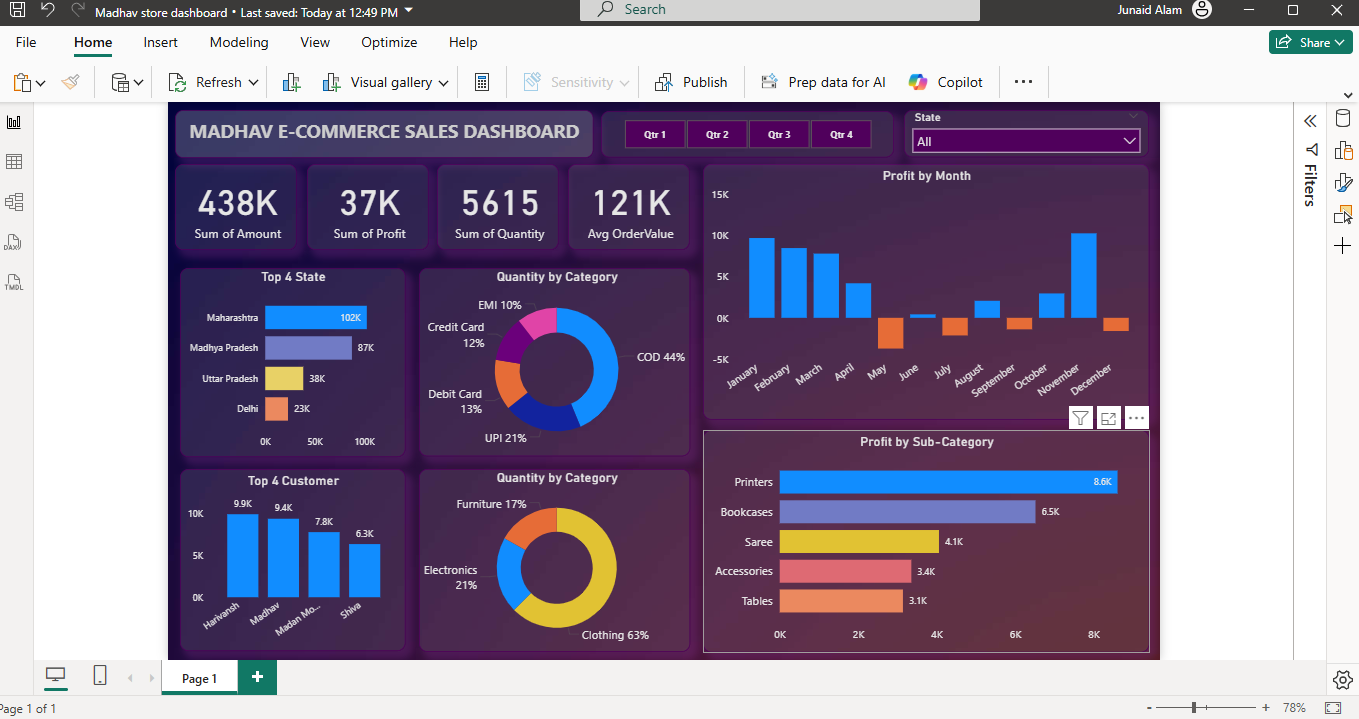 Madhav store dashboard • Last saved: Today at 12:49 PM
Search
Junaid Alam
File Home Insert Modeling View Optimize Help
Share
Refresh
Visual gallery
Sensitivity
Publish
Prep data for AI
Copilot
MADHAV E-COMMERCE SALES DASHBOARD
Qtr 1 Qtr 2 Qtr 3 Qtr 4
State
All
438K
Sum of Amount
37K
Sum of Profit
5615
Sum of Quantity
121K
Avg OrderValue
Profit by Month
15K
10K
5K
0K
-5K
January February March April May June July August September October November December
Top 4 State
Maharashtra 102K
Madhya Pradesh 87K
Uttar Pradesh 38K
Delhi 23K
0K 50K 100K
Quantity by Category
EMI 10%
Credit Card
12%
COD 44%
Debit Card
13%
UPI 21%
Top 4 Customer
10K
5K
0K
9.9K 9.4K 7.8K 6.3K
Harivansh Madhav Madan Mo... Shiva
Quantity by Category
Furniture 17%
Electronics
21%
Clothing 63%
Profit by Sub-Category
Printers 8.6K
Bookcases 6.5K
Saree 4.1K
Accessories 3.4K
Tables 3.1K
0K 2K 4K 6K 8K
Filters
DAX
TMDL
Page 1
Page 1 of 1
- + 78%